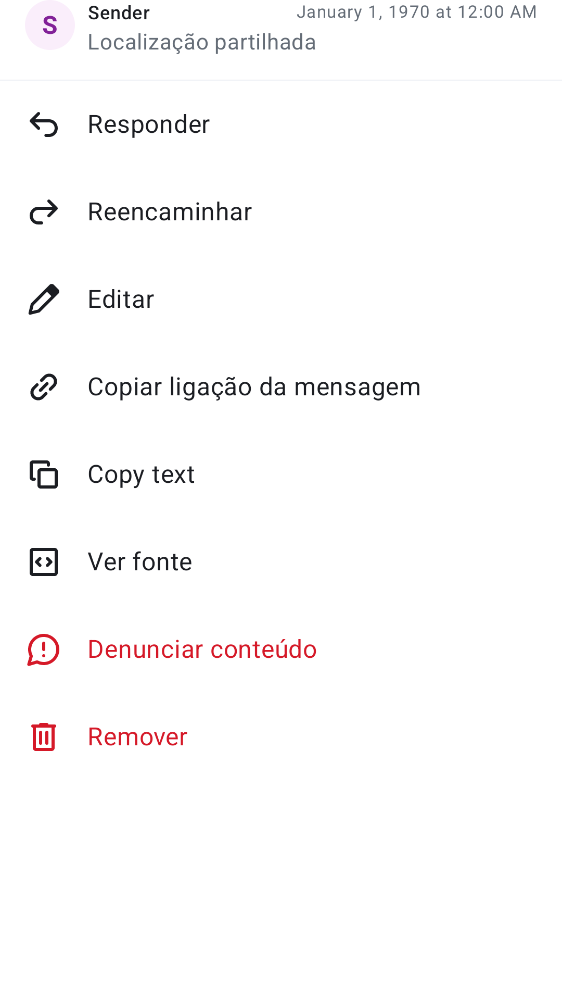 S
Sender
January 1, 1970 at 12:00 AM
Localização partilhada
Responder
Reencaminhar
Editar
Copiar ligação da mensagem
Copy text
Ver fonte
Denunciar conteúdo
Remover